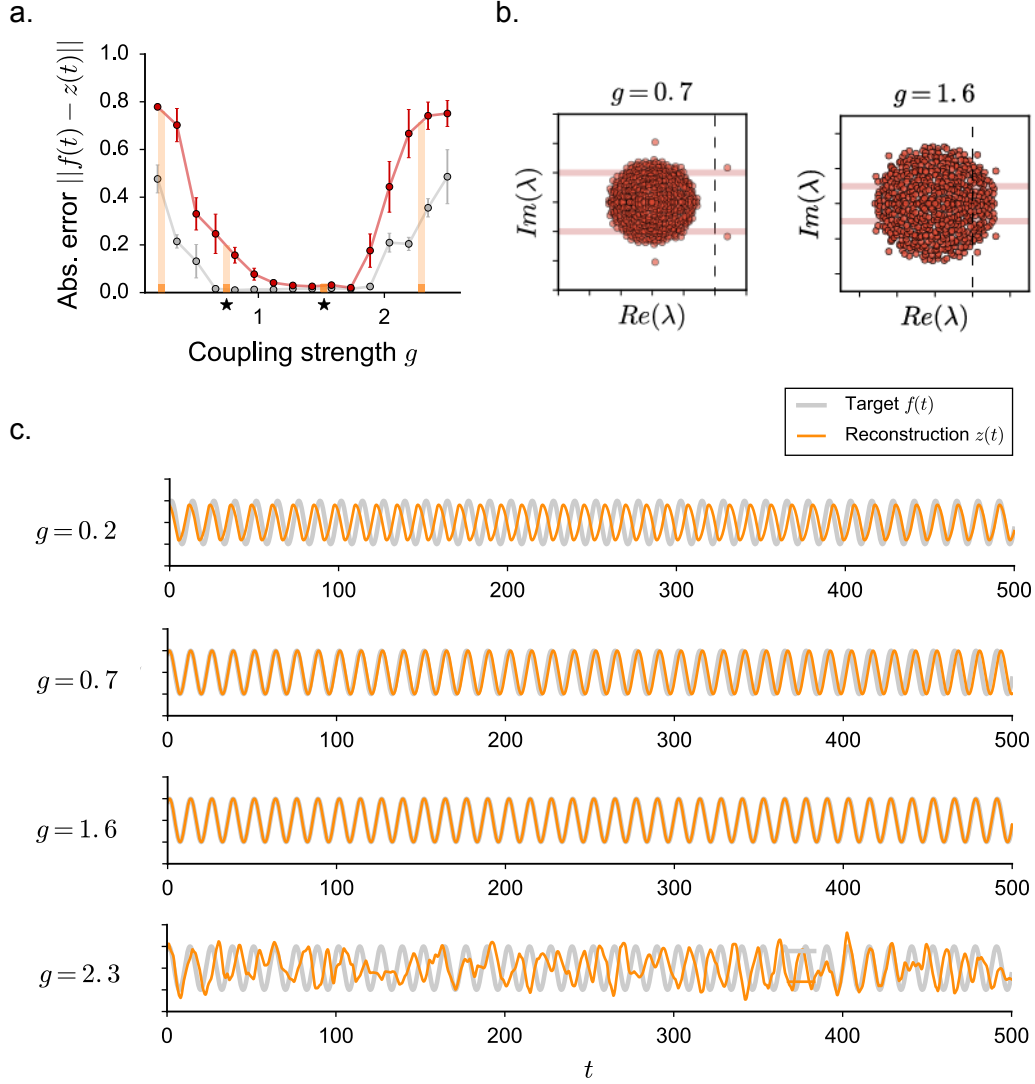 a.
Abs. error ||f(t) − z(t)||
1.0
0.8
0.6
0.4
0.2
0.0
★ 1 ★ 2
Coupling strength g
b.
g = 0.7
Im(λ)
Re(λ)
g = 1.6
Im(λ)
Re(λ)
Target f(t)
Reconstruction z(t)
c.
g = 0.2
0 100 200 300 400 500
g = 0.7
0 100 200 300 400 500
g = 1.6
0 100 200 300 400 500
g = 2.3
0 100 200 300 400 500
t